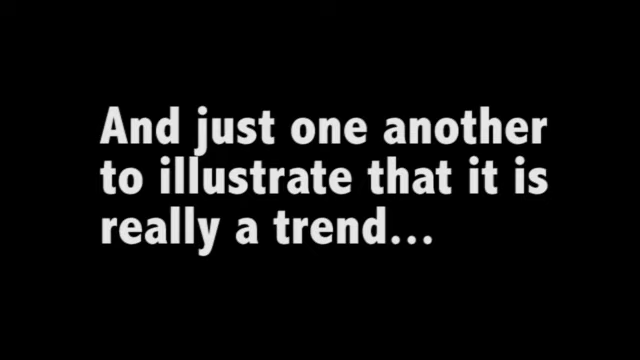 And just one another
to illustrate that it is
really a trend...